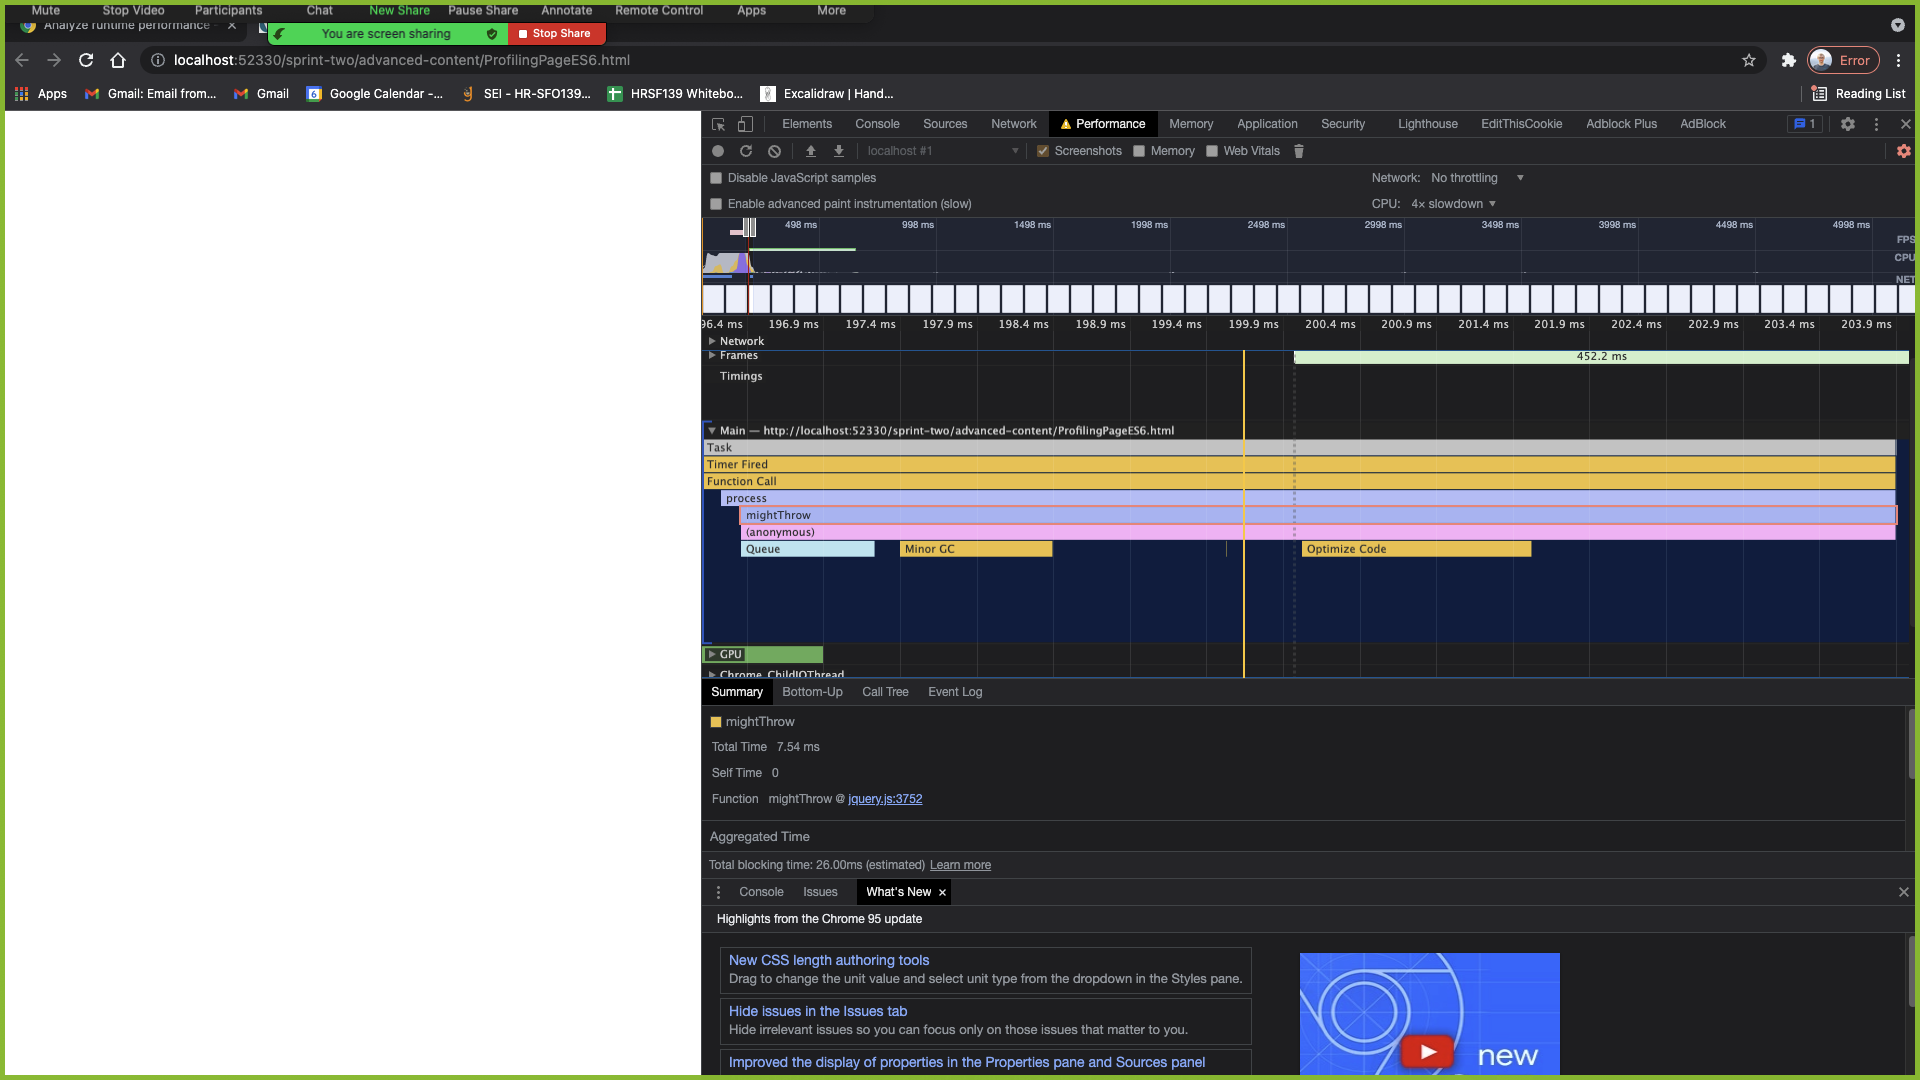 Mute Stop Video Participants Chat New Share Pause Share Annotate Remote Control Apps More
Analyze runtime performance
You are screen sharing Stop Share
localhost:52330/sprint-two/advanced-content/ProfilingPageES6.html Error
Apps Gmail: Email from... Gmail Google Calendar -... SEI - HR-SFO139... HRSF139 Whitebo... Excalidraw | Hand... Reading List
Elements Console Sources Network Performance Memory Application Security Lighthouse EditThisCookie Adblock Plus AdBlock 1
localhost #1 Screenshots Memory Web Vitals
Disable JavaScript samples Network: No throttling
Enable advanced paint instrumentation (slow) CPU: 4× slowdown
498 ms 998 ms 1498 ms 1998 ms 2498 ms 2998 ms 3498 ms 3998 ms 4498 ms 4998 ms
FPS
CPU
NET
96.4 ms 196.9 ms 197.4 ms 197.9 ms 198.4 ms 198.9 ms 199.4 ms 199.9 ms 200.4 ms 200.9 ms 201.4 ms 201.9 ms 202.4 ms 202.9 ms 203.4 ms 203.9 ms
Network
Frames 452.2 ms
Timings
Main — http://localhost:52330/sprint-two/advanced-content/ProfilingPageES6.html
Task
Timer Fired
Function Call
process
mightThrow
(anonymous)
Queue Minor GC Optimize Code
GPU
Chrome_ChildIOThread
Summary Bottom-Up Call Tree Event Log
mightThrow
Total Time 7.54 ms
Self Time 0
Function mightThrow @ jquery.js:3752
Aggregated Time
Total blocking time: 26.00ms (estimated) Learn more
Console Issues What's New
Highlights from the Chrome 95 update
New CSS length authoring tools
Drag to change the unit value and select unit type from the dropdown in the Styles pane.
Hide issues in the Issues tab
Hide irrelevant issues so you can focus only on those issues that matter to you.
Improved the display of properties in the Properties pane and Sources panel
new